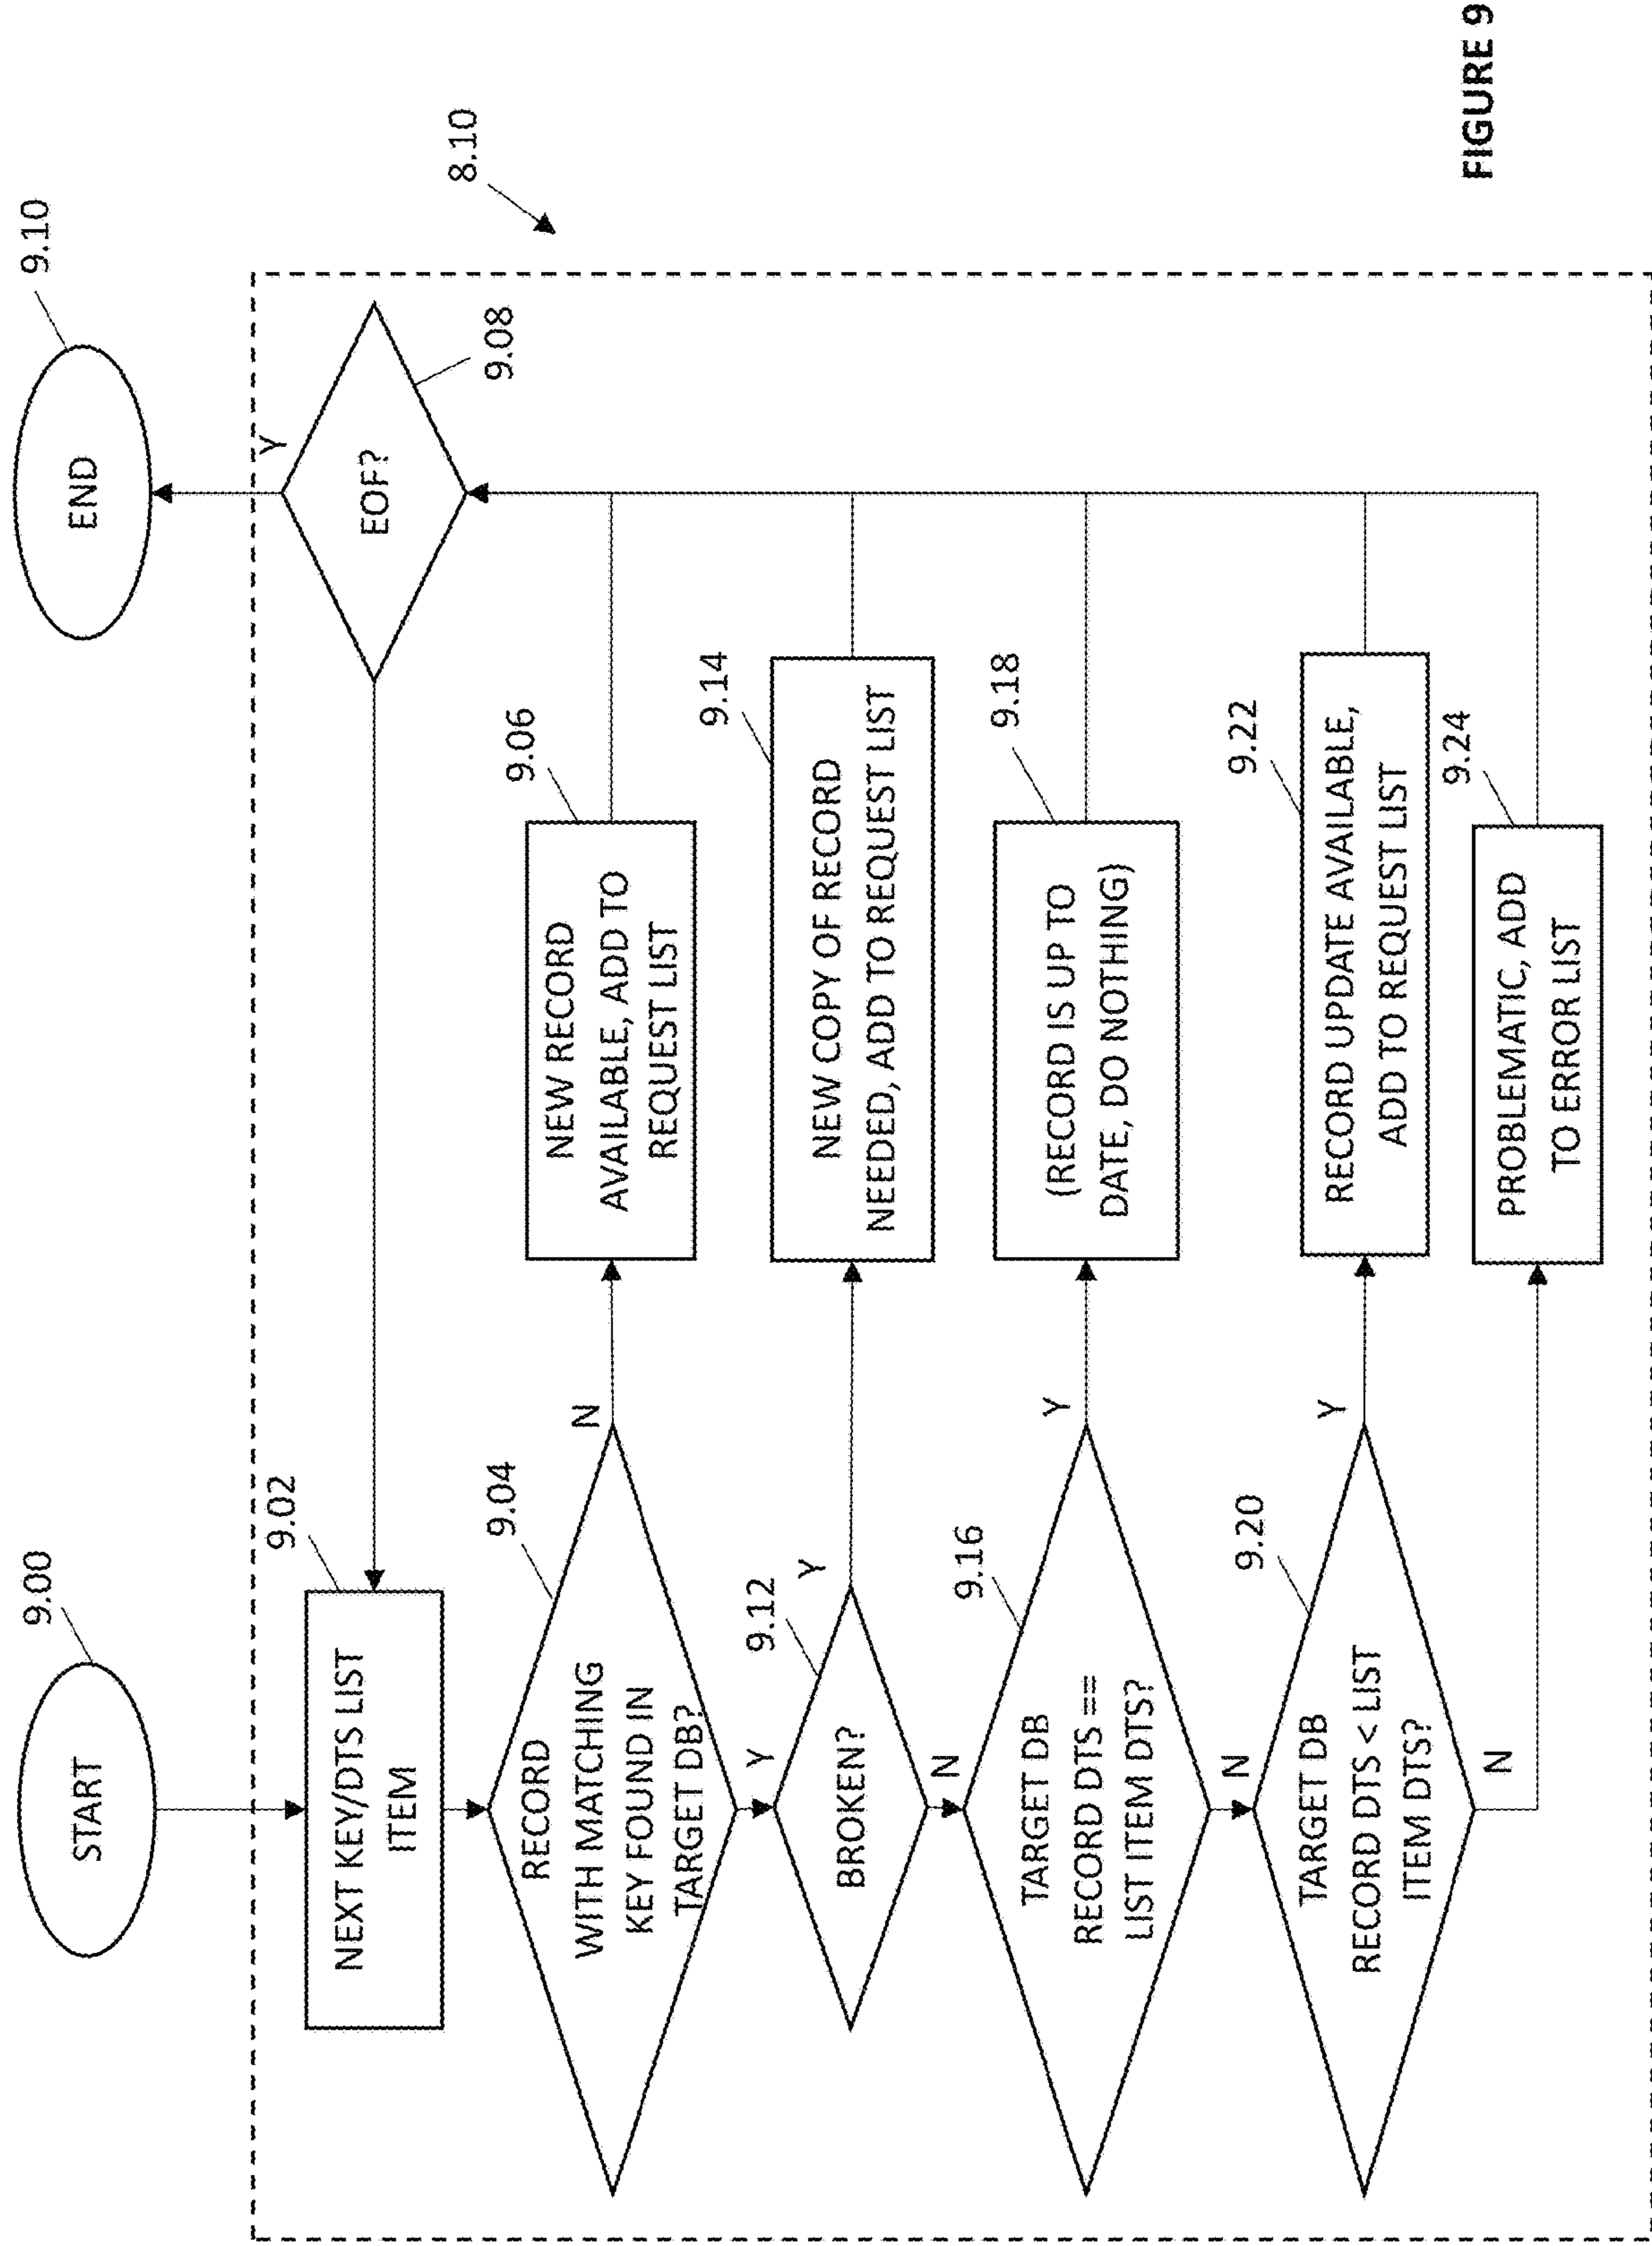 9.00
START
9.10
END
9.02
NEXT KEY/DTS LIST
ITEM
Y
EOF?
9.08
8.10
9.04
RECORD
WITH MATCHING
KEY FOUND IN
TARGET DB?
N
9.06
NEW RECORD
AVAILABLE, ADD TO
REQUEST LIST
Y
9.12
BROKEN?
Y
9.14
NEW COPY OF RECORD
NEEDED, ADD TO REQUEST LIST
N
9.16
TARGET DB
RECORD DTS ==
LIST ITEM DTS?
Y
9.18
(RECORD IS UP TO
DATE, DO NOTHING)
N
9.20
TARGET DB
RECORD DTS < LIST
ITEM DTS?
Y
9.22
RECORD UPDATE AVAILABLE,
ADD TO REQUEST LIST
N
9.24
PROBLEMATIC, ADD
TO ERROR LIST
FIGURE 9